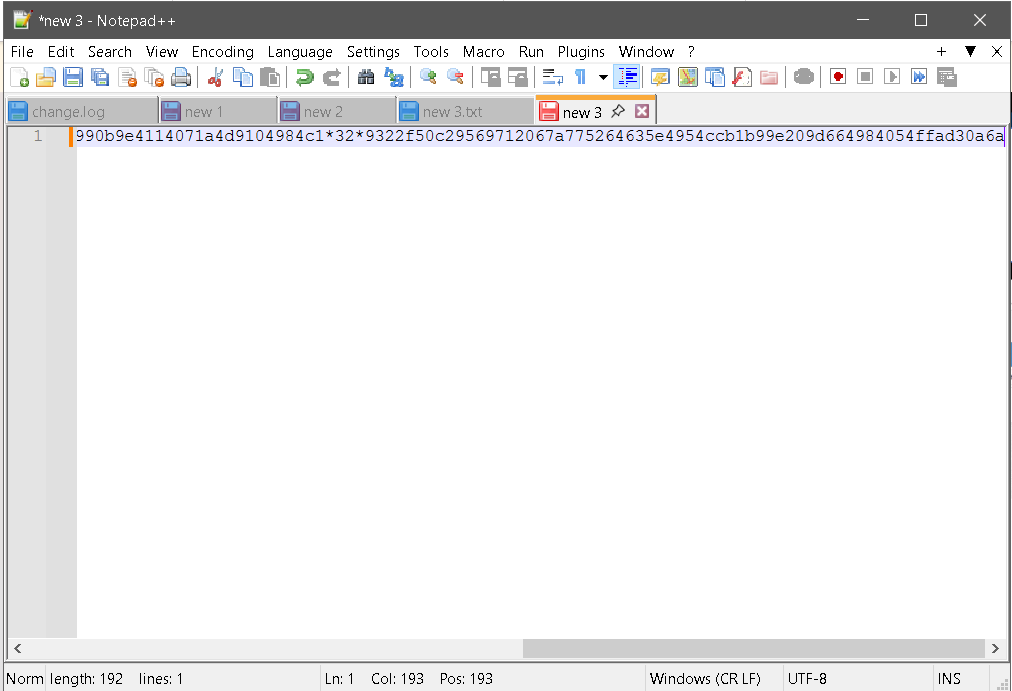 *new 3 - Notepad++
File Edit Search View Encoding Language Settings Tools Macro Run Plugins Window ? + ▼ X
change.log new 1 new 2 new 3.txt new 3
1 990b9e4114071a4d9104984c1*32*9322f50c29569712067a775264635e4954ccb1b99e209d664984054ffad30a6a
Norm length: 192 lines: 1 Ln: 1 Col: 193 Pos: 193 Windows (CR LF) UTF-8 INS